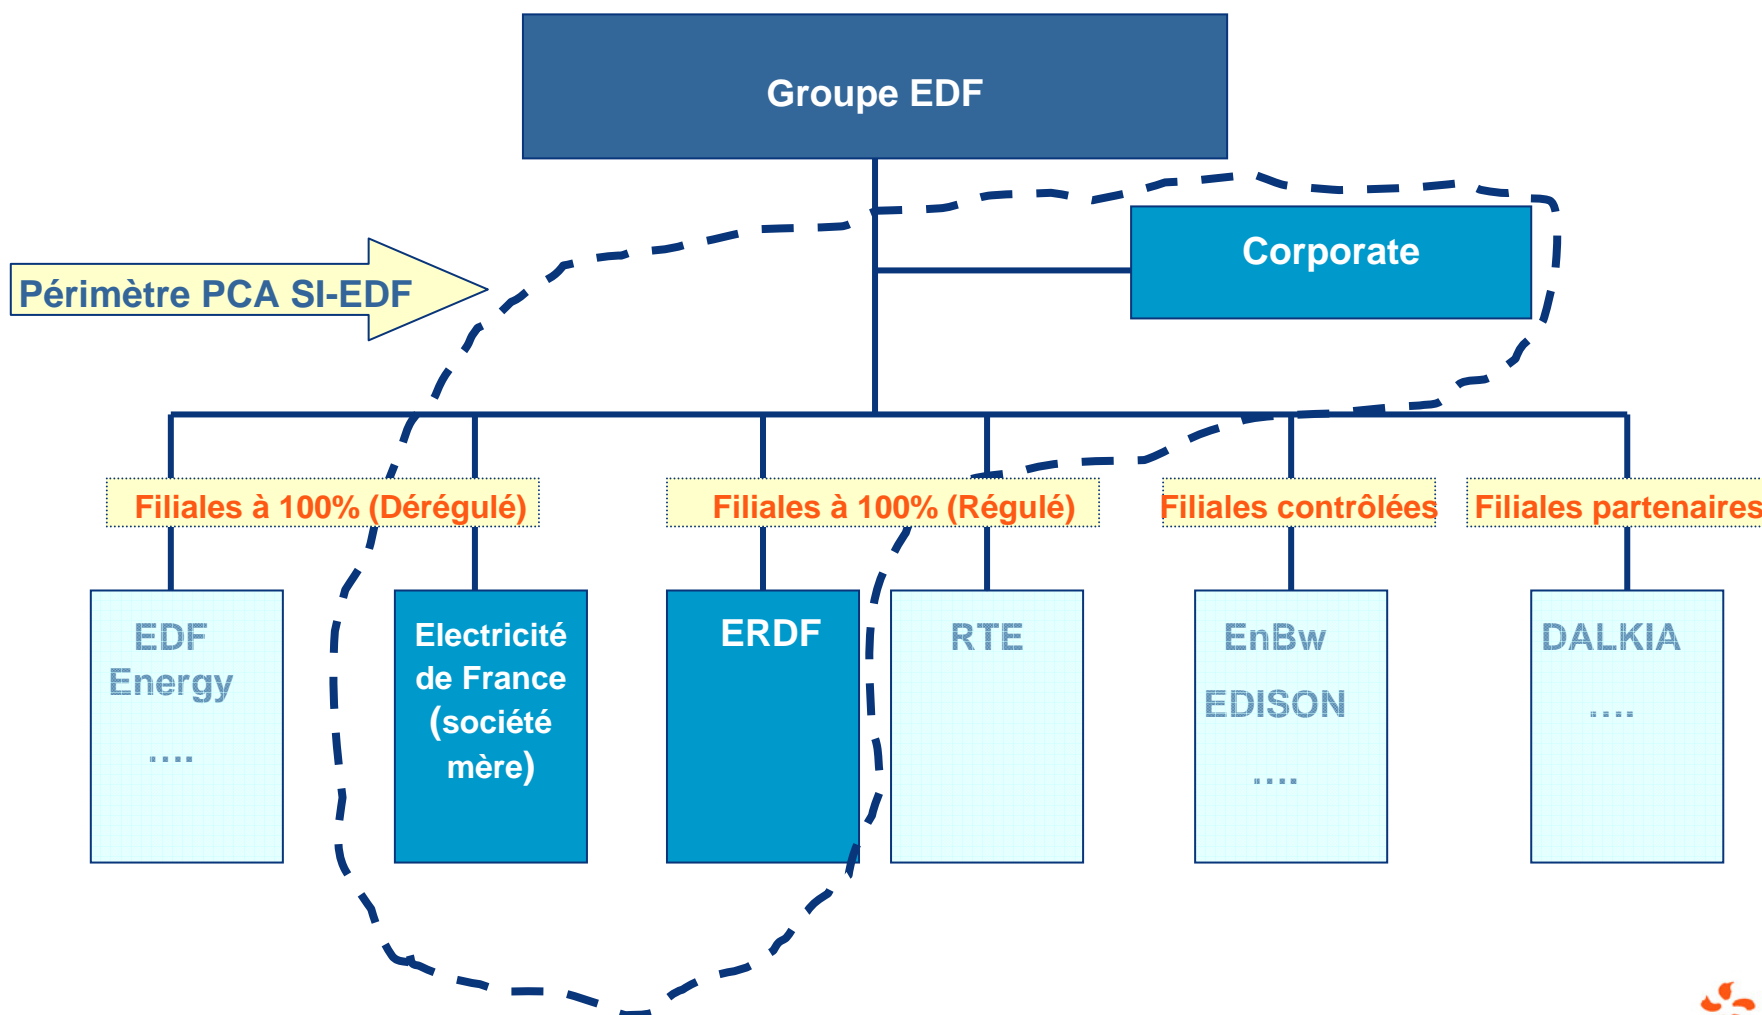 Groupe EDF
Corporate
Périmètre PCA SI-EDF
Filiales à 100% (Dérégulé)
Filiales à 100% (Régulé)
Filiales contrôlées
Filiales partenaires
EDF
Energy
....
Electricité
de France
(société
mère)
ERDF
RTE
EnBw
EDISON
....
DALKIA
....